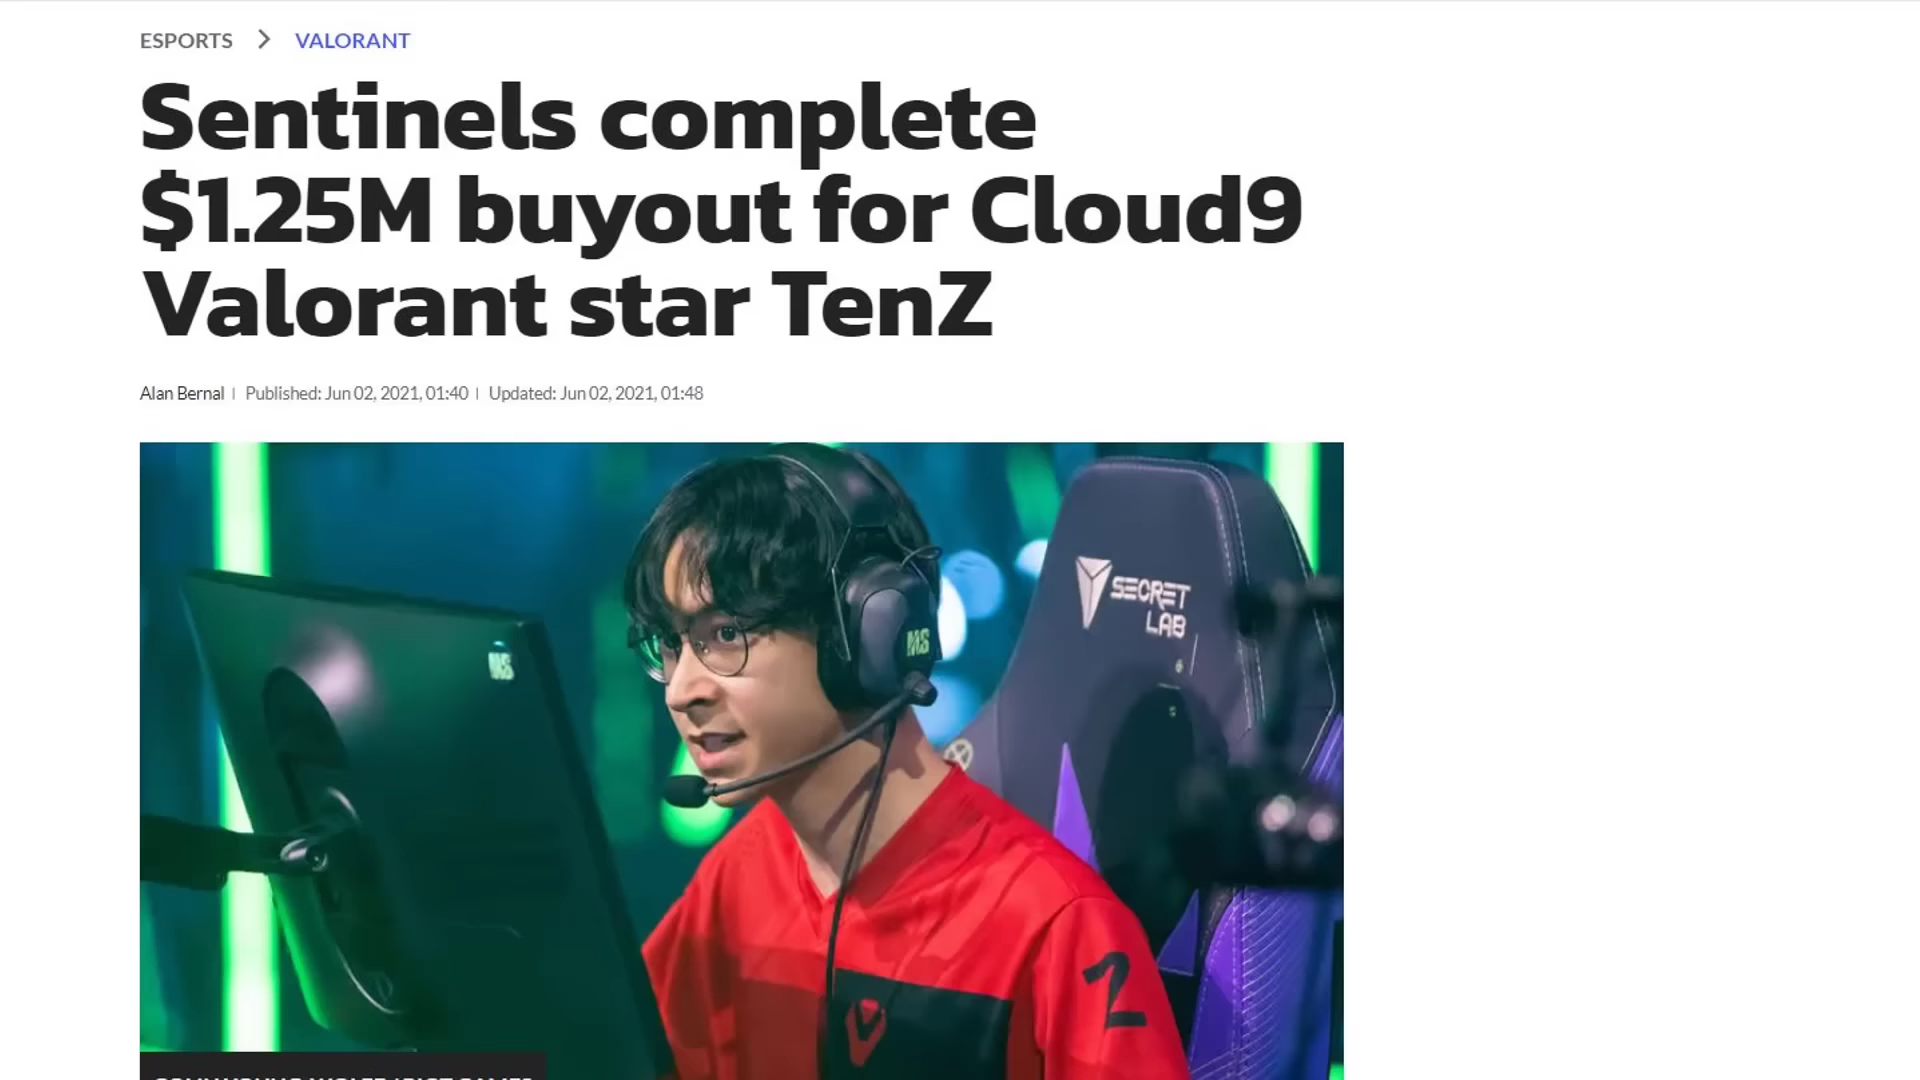 ESPORTS > VALORANT
Sentinels complete
$1.25M buyout for Cloud9
Valorant star TenZ
Alan Bernal | Published: Jun 02, 2021, 01:40 | Updated: Jun 02, 2021, 01:48
SECRET
LAB
2